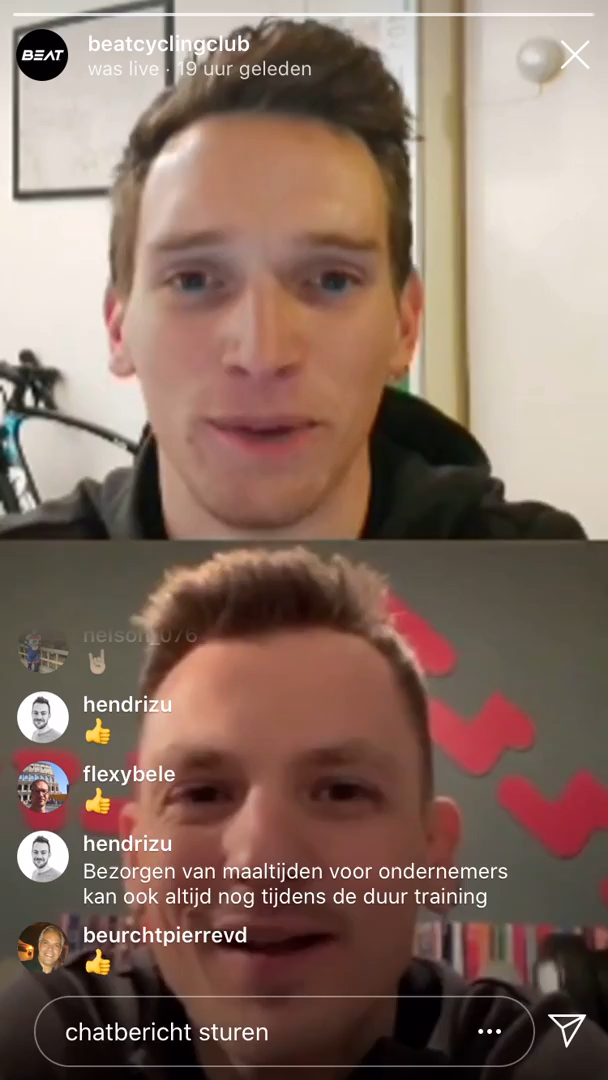 BEAT
beatcyclingclub
was live · 19 uur geleden
nelson_076
🤘🏻
hendrizu
👍
flexybele
👍
hendrizu
Bezorgen van maaltijden voor ondernemers
kan ook altijd nog tijdens de duur training
beurchtpierrevd
👍
chatbericht sturen